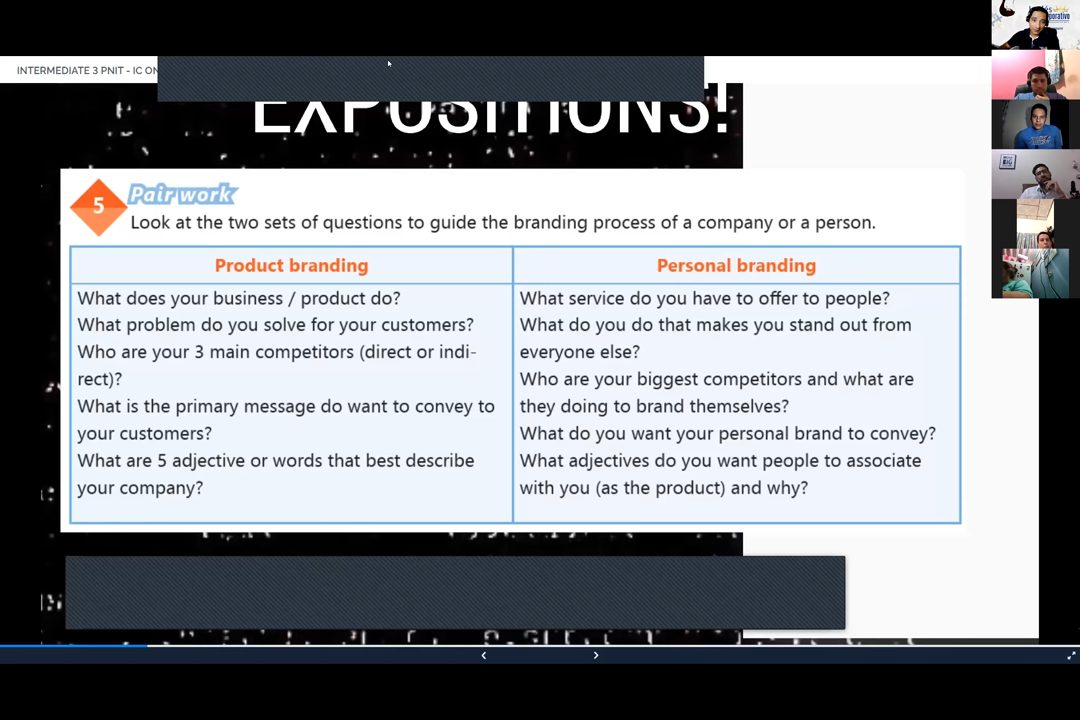 INTERMEDIATE 3 PNIT - IC ON
EXPOSITIONS!
5
Pair work
Look at the two sets of questions to guide the branding process of a company or a person.
Product branding
What does your business / product do?
What problem do you solve for your customers?
Who are your 3 main competitors (direct or indi-
rect)?
What is the primary message do want to convey to
your customers?
What are 5 adjective or words that best describe
your company?
Personal branding
What service do you have to offer to people?
What do you do that makes you stand out from
everyone else?
Who are your biggest competitors and what are
they doing to brand themselves?
What do you want your personal brand to convey?
What adjectives do you want people to associate
with you (as the product) and why?